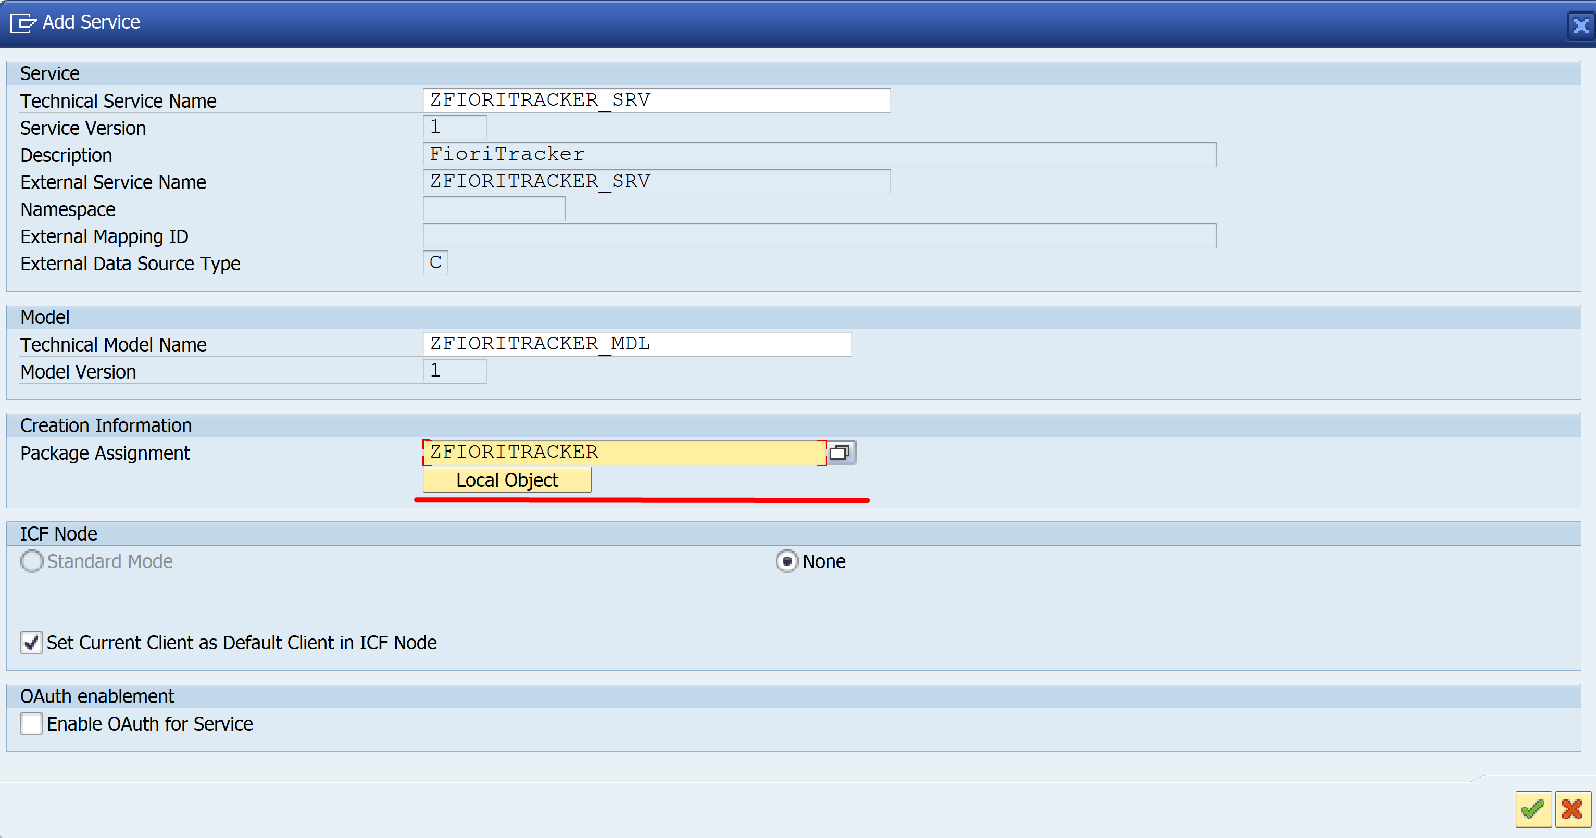 Add Service
Service
Technical Service Name ZFIORITRACKER_SRV
Service Version 1
Description FioriTracker
External Service Name ZFIORITRACKER_SRV
Namespace
External Mapping ID
External Data Source Type C
Model
Technical Model Name ZFIORITRACKER_MDL
Model Version 1
Creation Information
Package Assignment ZFIORITRACKER
Local Object
ICF Node
Standard Mode None
Set Current Client as Default Client in ICF Node
OAuth enablement
Enable OAuth for Service